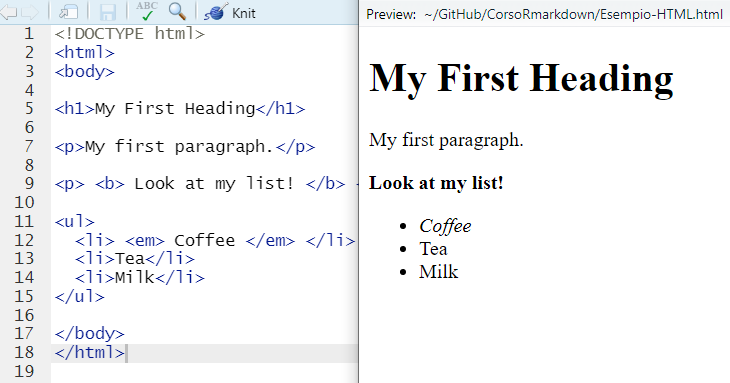 ABC Knit
1 <!DOCTYPE html>
2 <html>
3 <body>
4
5 <h1>My First Heading</h1>
6
7 <p>My first paragraph.</p>
8
9 <p> <b> Look at my list! </b> <
10
11 <ul>
12 <li> <em> Coffee </em> </li>
13 <li>Tea</li>
14 <li>Milk</li>
15 </ul>
16
17 </body>
18 </html>
19
Preview: ~/GitHub/CorsoRmarkdown/Esempio-HTML.html
My First Heading
My first paragraph.
Look at my list!
• Coffee
• Tea
• Milk